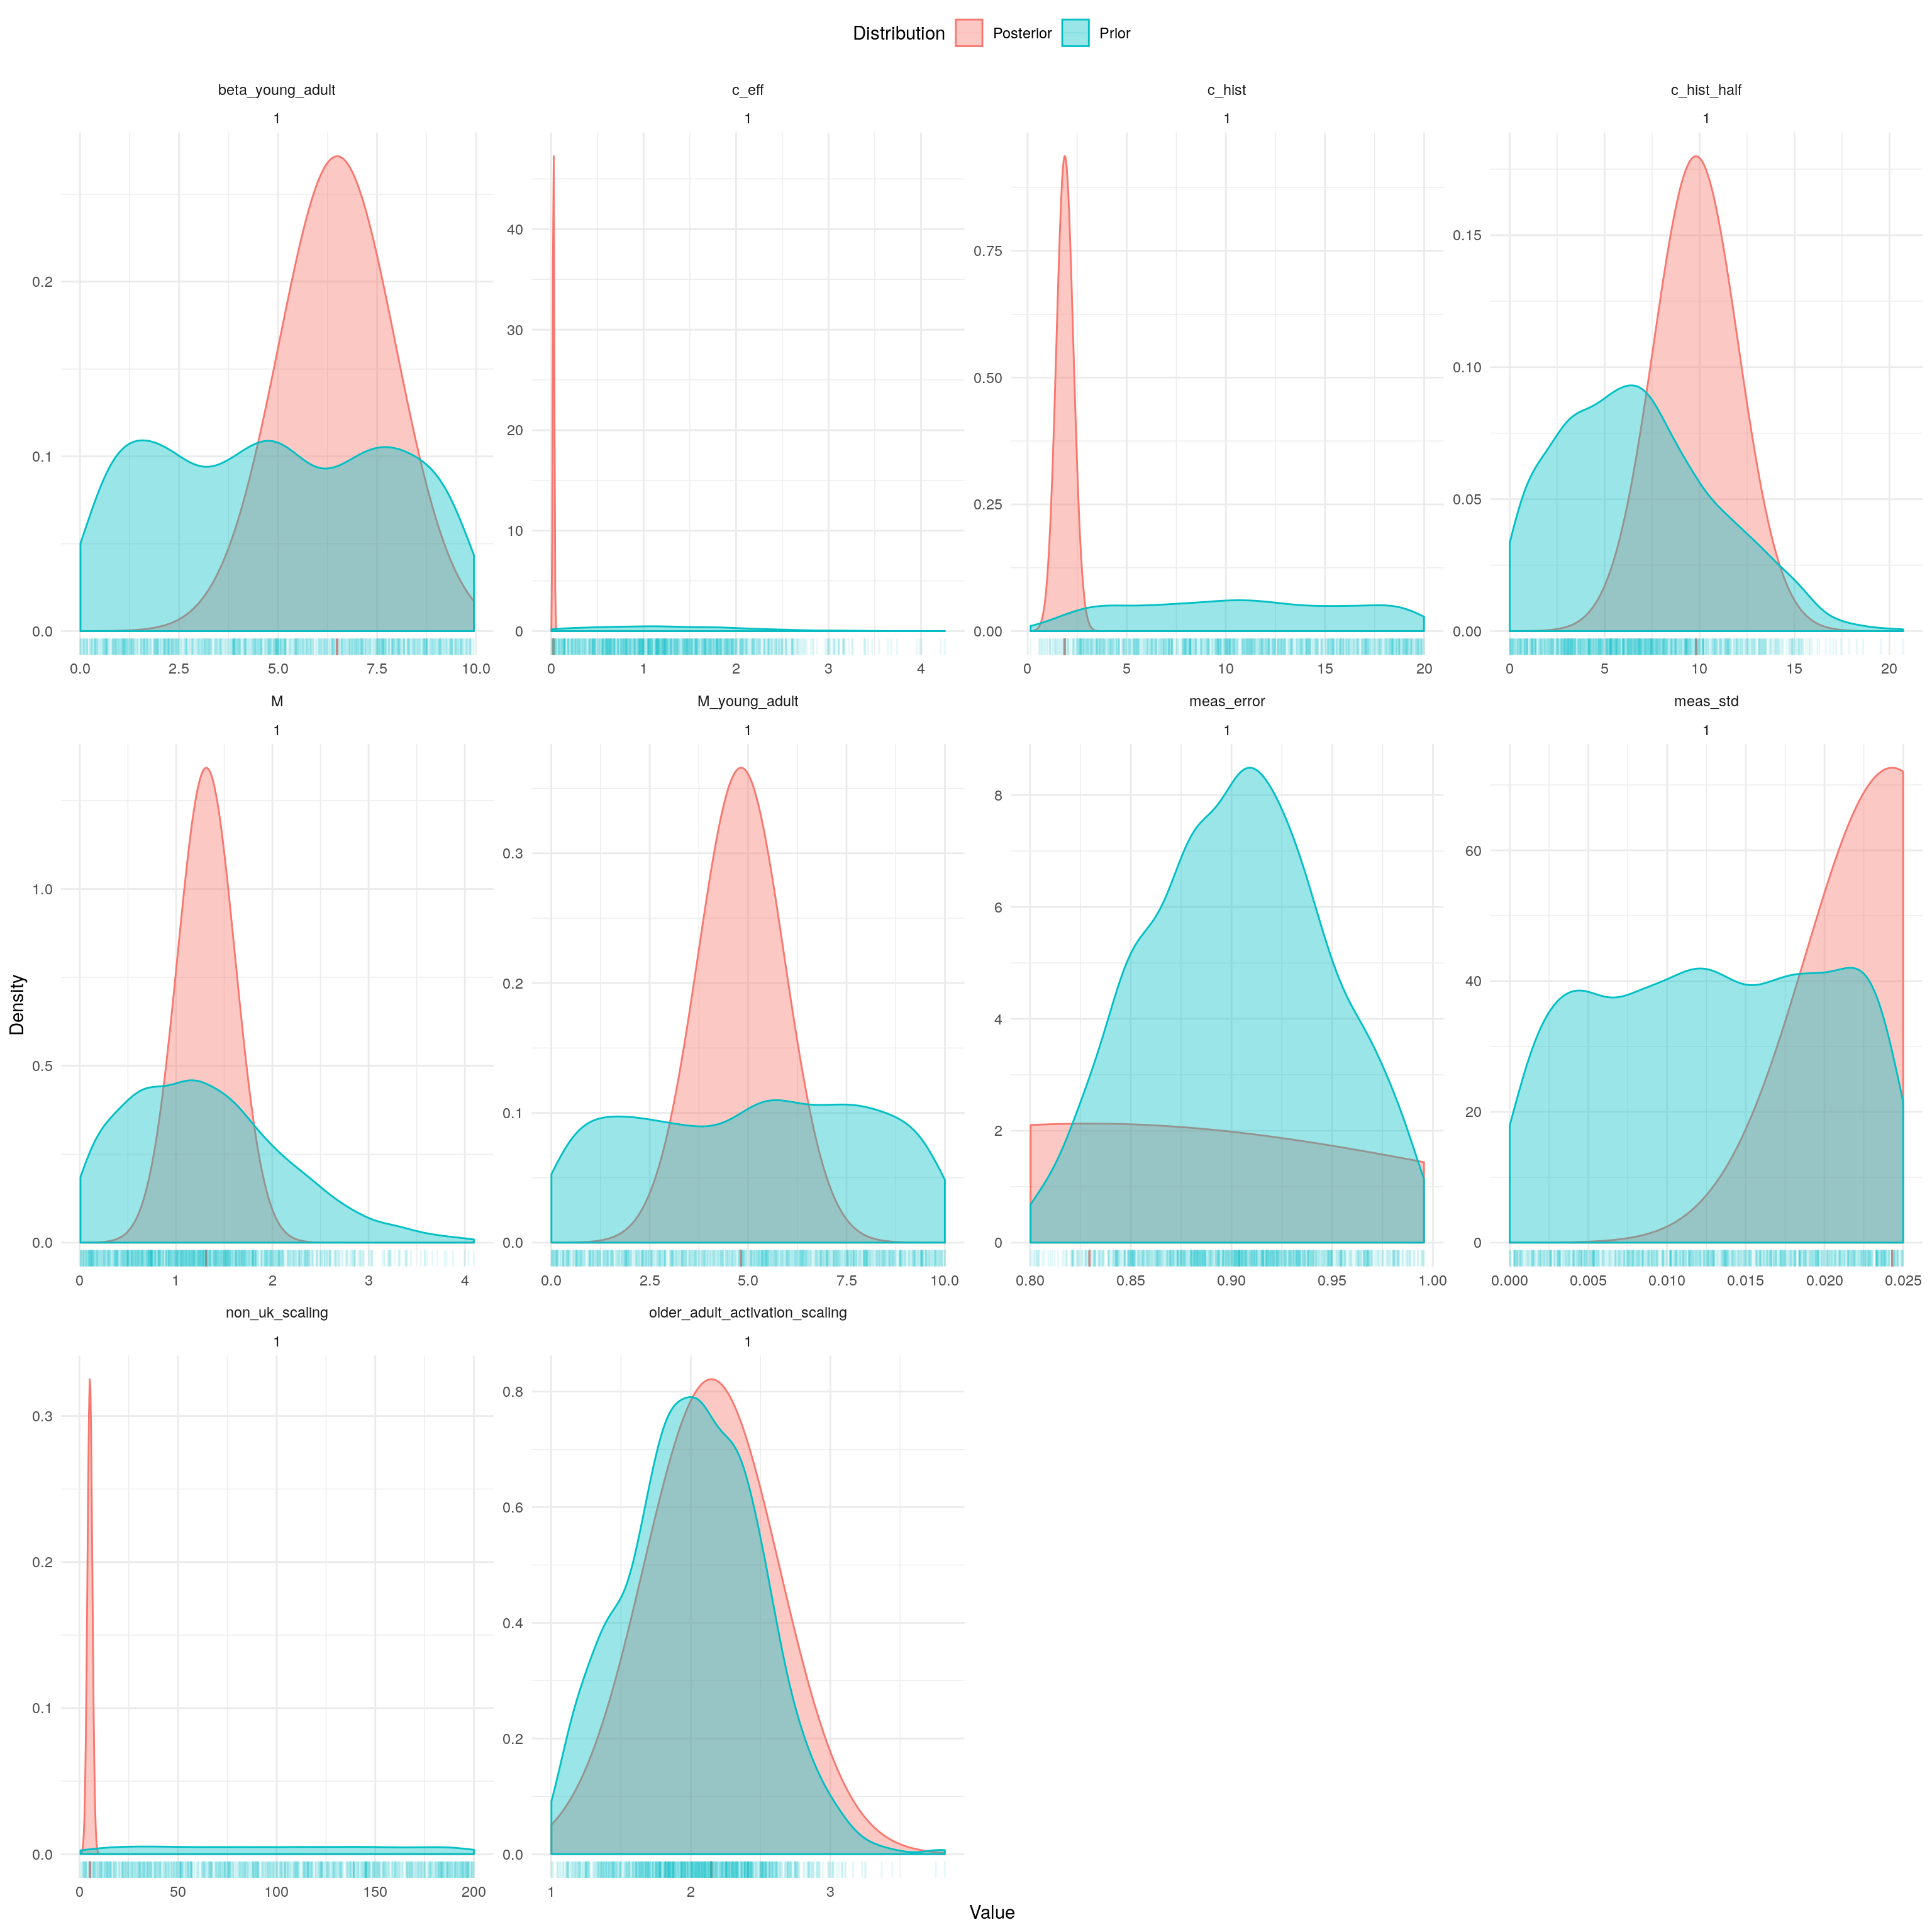 Distribution Posterior Prior
beta_young_adult c_eff c_hist c_hist_half
1 1 1 1
0.0 0.1 0.2
0 10 20 30 40
0.00 0.25 0.50 0.75
0.00 0.05 0.10 0.15
0.0 2.5 5.0 7.5 10.0
0 1 2 3 4
0 5 10 15 20
0 5 10 15 20
M M_young_adult meas_error meas_std
1 1 1 1
0.0 0.5 1.0
0.0 0.1 0.2 0.3
0 2 4 6 8
0 20 40 60
0 1 2 3 4
0.0 2.5 5.0 7.5 10.0
0.80 0.85 0.90 0.95 1.00
0.000 0.005 0.010 0.015 0.020 0.025
non_uk_scaling older_adult_activation_scaling
1 1
0.0 0.1 0.2 0.3
0.0 0.2 0.4 0.6 0.8
0 50 100 150 200
1 2 3
Density
Value